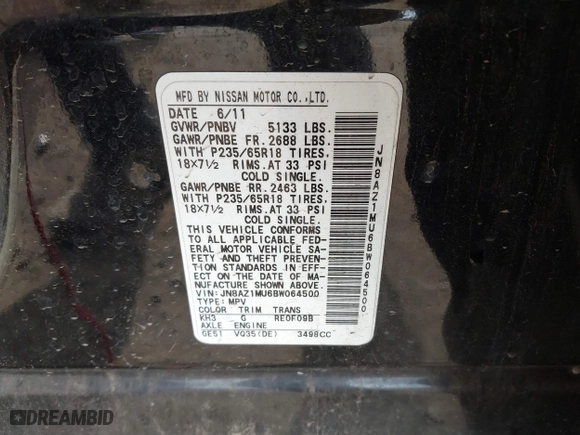 MFD BY NISSAN MOTOR CO.,LTD.
DATE 6/11
GVWR/PNBV 5133 LBS.
GAWR/PNBE FR. 2688 LBS.
WITH P235/65R18 TIRES.
18X7½ RIMS. AT 33 PSI
COLD SINGLE.
GAWR/PNBE RR. 2463 LBS.
WITH P235/65R18 TIRES.
18X7½ RIMS. AT 33 PSI
COLD SINGLE.
THIS VEHICLE CONFORMS
TO ALL APPLICABLE FED-
ERAL MOTOR VEHICLE SA-
FETY AND THEFT PREVEN-
TION STANDARDS IN EFF-
ECT ON THE DATE OF MA-
NUFACTURE SHOWN ABOVE.
VIN: JN8AZ1MU6BW064500
TYPE: MPV
COLOR TRIM TRANS
KH3 G RE0F09B
AXLE ENGINE
GE51 VQ35(DE) 3498CC
JN8AZ1MU6BW064500
DREAMBID